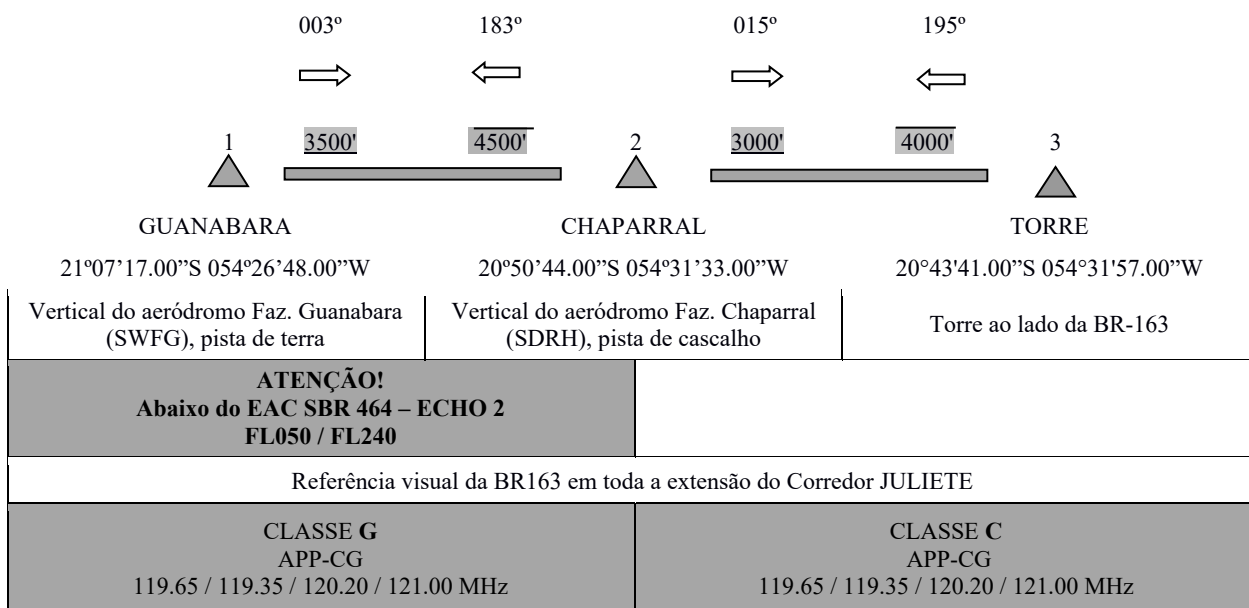 003º 183º 015º 195º
1 3500' 4500' 2 3000' 4000' 3
GUANABARA CHAPARRAL TORRE
21º07’17.00”S 054º26’48.00”W 20º50’44.00”S 054º31’33.00”W 20°43'41.00"S 054°31'57.00"W
Vertical do aeródromo Faz. Guanabara
(SWFG), pista de terra
Vertical do aeródromo Faz. Chaparral
(SDRH), pista de cascalho
Torre ao lado da BR-163
ATENÇÃO!
Abaixo do EAC SBR 464 – ECHO 2
FL050 / FL240
Referência visual da BR163 em toda a extensão do Corredor JULIETE
CLASSE G
APP-CG
119.65 / 119.35 / 120.20 / 121.00 MHz
CLASSE C
APP-CG
119.65 / 119.35 / 120.20 / 121.00 MHz